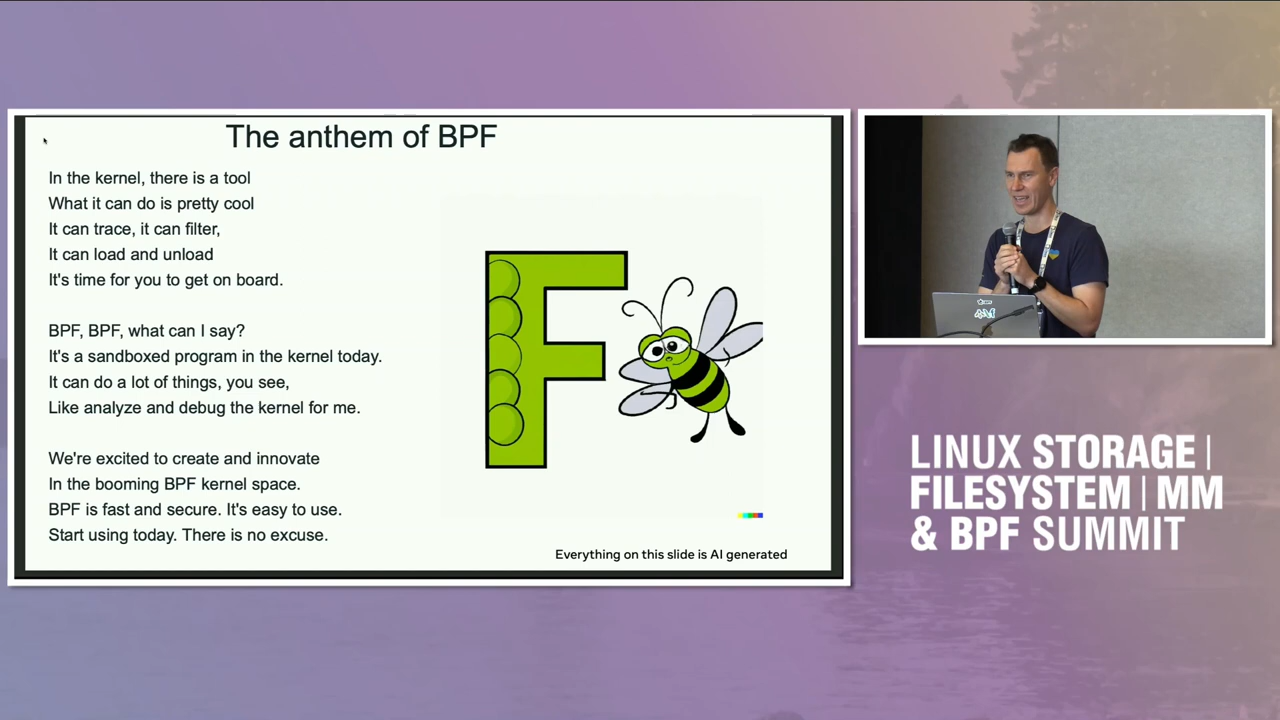 The anthem of BPF
In the kernel, there is a tool
What it can do is pretty cool
It can trace, it can filter,
It can load and unload
It's time for you to get on board.
BPF, BPF, what can I say?
It's a sandboxed program in the kernel today.
It can do a lot of things, you see,
Like analyze and debug the kernel for me.
We're excited to create and innovate
In the booming BPF kernel space.
BPF is fast and secure. It's easy to use.
Start using today. There is no excuse.
F
Everything on this slide is AI generated
LINUX STORAGE |
FILESYSTEM | MM
& BPF SUMMIT